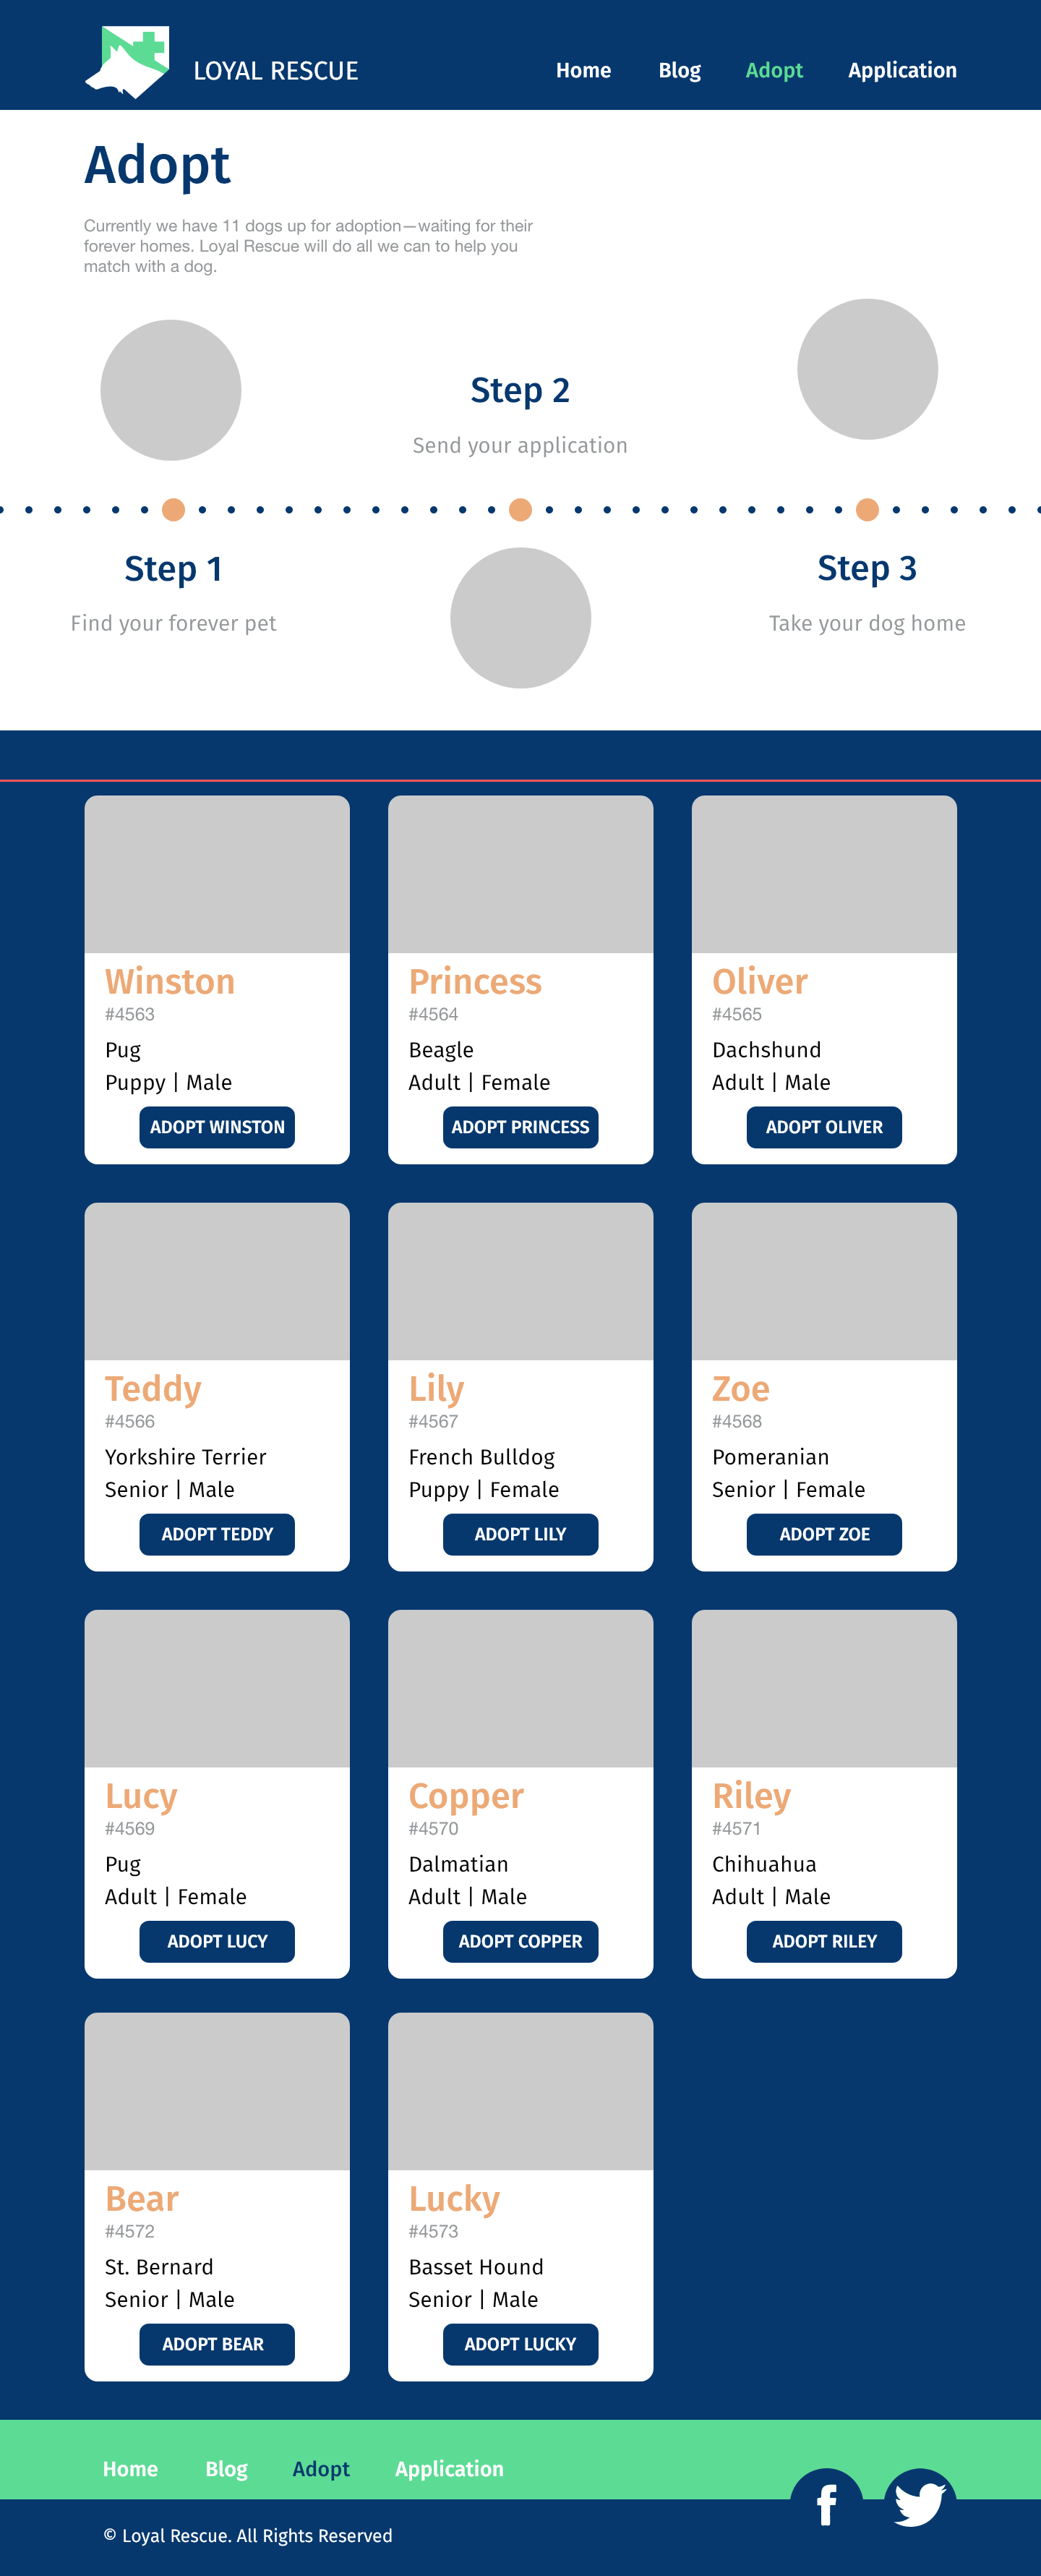 LOYAL RESCUE
Home Blog Adopt Application
Adopt
Currently we have 11 dogs up for adoption—waiting for their
forever homes. Loyal Rescue will do all we can to help you
match with a dog.
Step 2
Send your application
Step 1
Find your forever pet
Step 3
Take your dog home
Winston
#4563
Pug
Puppy | Male
ADOPT WINSTON
Princess
#4564
Beagle
Adult | Female
ADOPT PRINCESS
Oliver
#4565
Dachshund
Adult | Male
ADOPT OLIVER
Teddy
#4566
Yorkshire Terrier
Senior | Male
ADOPT TEDDY
Lily
#4567
French Bulldog
Puppy | Female
ADOPT LILY
Zoe
#4568
Pomeranian
Senior | Female
ADOPT ZOE
Lucy
#4569
Pug
Adult | Female
ADOPT LUCY
Copper
#4570
Dalmatian
Adult | Male
ADOPT COPPER
Riley
#4571
Chihuahua
Adult | Male
ADOPT RILEY
Bear
#4572
St. Bernard
Senior | Male
ADOPT BEAR
Lucky
#4573
Basset Hound
Senior | Male
ADOPT LUCKY
Home Blog Adopt Application
© Loyal Rescue. All Rights Reserved